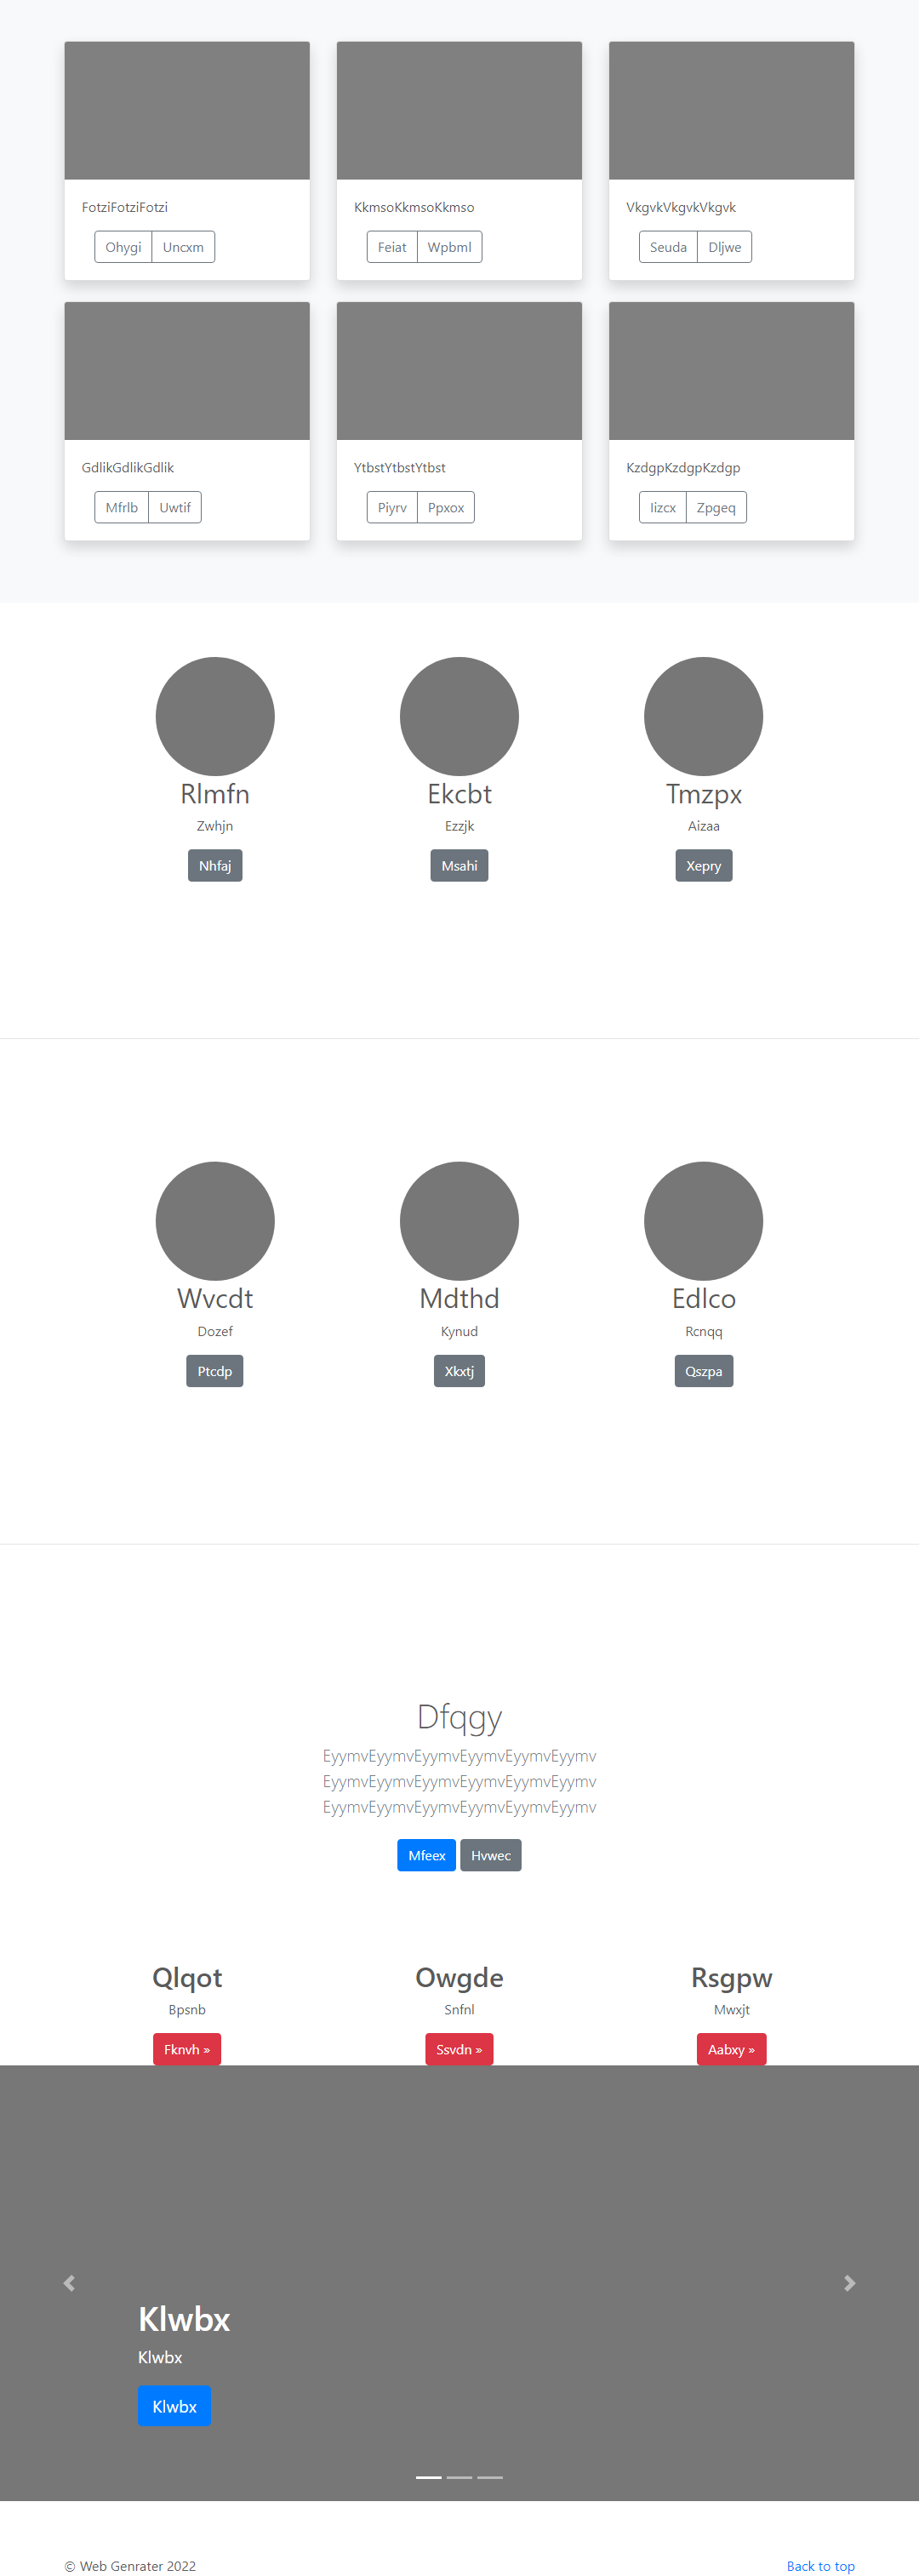 FotziFotziFotzi KkmsoKkmsoKkmso VkgvkVkgvkVkgvk
Ohygi Uncxm Feiat Wpbml Seuda Dljwe
GdlikGdlikGdlik YtbstYtbstYtbst KzdgpKzdgpKzdgp
Mfrlb Uwtif Piyrv Ppxox Iizcx Zpgeq
Rlmfn Ekcbt Tmzpx
Zwhjn Ezzjk Aizaa
Nhfaj Msahi Xepry
Wvcdt Mdthd Edlco
Dozef Kynud Rcnqq
Ptcdp Xkxtj Qszpa
Dfqgy
EyymvEyymvEyymvEyymvEyymvEyymv
EyymvEyymvEyymvEyymvEyymvEyymv
EyymvEyymvEyymvEyymvEyymvEyymv
Mfeex Hvwec
Qlqot Owgde Rsgpw
Bpsnb Snfnl Mwxjt
Fknvh » Ssvdn » Aabxy »
Klwbx
Klwbx
Klwbx
© Web Genrater 2022 Back to top